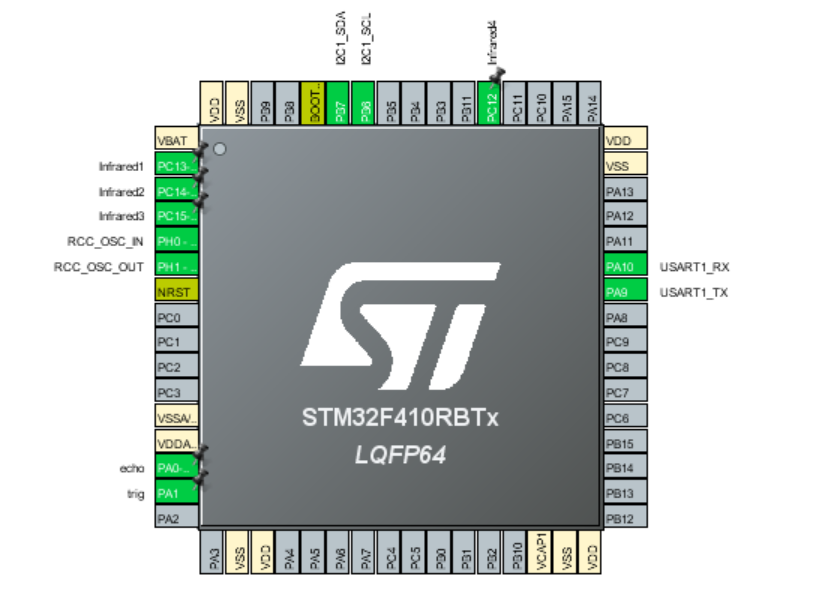 I2C1_SDA
I2C1_SCL
Infrared4
VDD
VSS
PB9
PB8
BOOT..
PB7
PB6
PB5
PB4
PB3
PB11
PC12
PC11
PC10
PA15
PA14
VBAT
Infrared1 PC13-..
Infrared2 PC14-..
Infrared3 PC15-..
RCC_OSC_IN PH0 - ..
RCC_OSC_OUT PH1 - ..
NRST
PC0
PC1
PC2
PC3
VSSA/..
VDDA..
echo PA0-..
trig PA1
PA2
VDD
VSS
PA13
PA12
PA11
PA10 USART1_RX
PA9 USART1_TX
PA8
PC9
PC8
PC7
PC6
PB15
PB14
PB13
PB12
ST
STM32F410RBTx
LQFP64
PA3
VSS
VDD
PA4
PA5
PA6
PA7
PC4
PC5
PB0
PB1
PB2
PB10
VCAP1
VSS
VDD